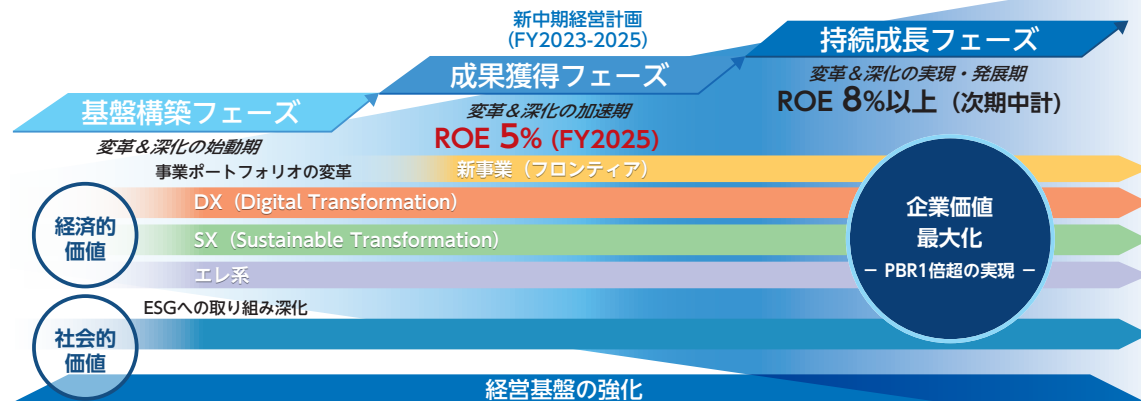 新中期経営計画
(FY2023-2025)
持続成長フェーズ
変革&深化の実現・発展期
ROE 8%以上（次期中計）
成果獲得フェーズ
変革&深化の加速期
ROE 5% (FY2025)
基盤構築フェーズ
変革&深化の始動期
事業ポートフォリオの変革
新事業（フロンティア）
DX（Digital Transformation）
SX（Sustainable Transformation）
エレ系
経済的
価値
ESGへの取り組み深化
社会的
価値
企業価値
最大化
－ PBR1倍超の実現 －
経営基盤の強化